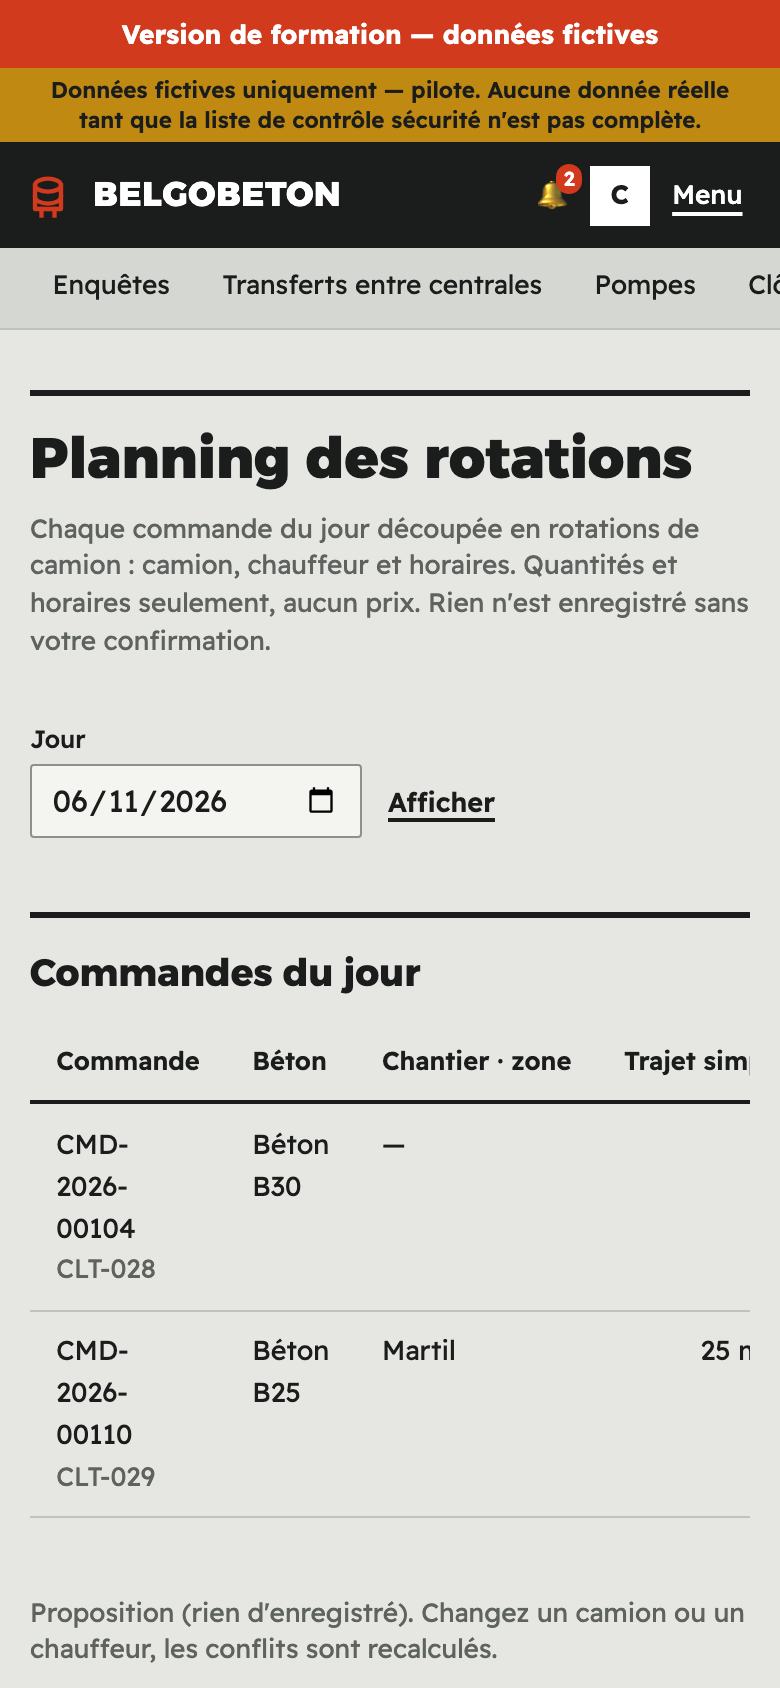 Version de formation — données fictives
Données fictives uniquement — pilote. Aucune donnée réelle
tant que la liste de contrôle sécurité n'est pas complète.
BELGOBETON
2
C
Menu
Enquêtes
Transferts entre centrales
Pompes
Clô
Planning des rotations
Chaque commande du jour découpée en rotations de
camion : camion, chauffeur et horaires. Quantités et
horaires seulement, aucun prix. Rien n'est enregistré sans
votre confirmation.
Jour
06/11/2026
Afficher
Commandes du jour
Commande
Béton
Chantier · zone
Trajet sim
CMD-
2026-
00104
CLT-028
Béton
B30
—
CMD-
2026-
00110
CLT-029
Béton
B25
Martil
25
Proposition (rien d'enregistré). Changez un camion ou un
chauffeur, les conflits sont recalculés.